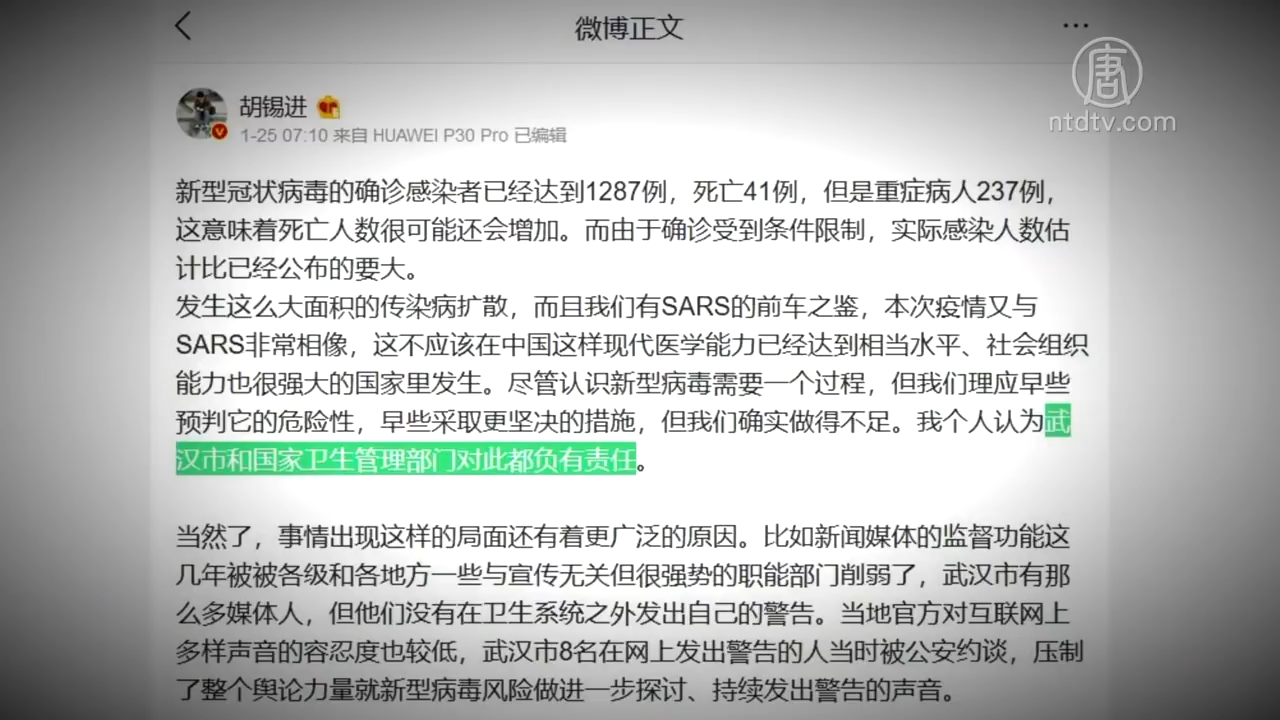 微博正文
唐
ntdtv.com
胡锡进
1-25 07:10 来自 HUAWEI P30 Pro 已编辑
新型冠状病毒的确诊感染者已经达到1287例，死亡41例，但是重症病人237例，
这意味着死亡人数很可能还会增加。而由于确诊受到条件限制，实际感染人数估
计比已经公布的要大。
发生这么大面积的传染病扩散，而且我们有SARS的前车之鉴，本次疫情又与
SARS非常相像，这不应该在中国这样现代医学能力已经达到相当水平、社会组织
能力也很强大的国家里发生。尽管认识新型病毒需要一个过程，但我们理应早些
预判它的危险性，早些采取更坚决的措施，但我们确实做得不足。我个人认为武
汉市和国家卫生管理部门对此都负有责任。
当然了，事情出现这样的局面还有着更广泛的原因。比如新闻媒体的监督功能这
几年被被各级和各地方一些与宣传无关但很强势的职能部门削弱了，武汉市有那
么多媒体人，但他们没有在卫生系统之外发出自己的警告。当地官方对互联网上
多样声音的容忍度也较低，武汉市8名在网上发出警告的人当时被公安约谈，压制
了整个舆论力量就新型病毒风险做进一步探讨、持续发出警告的声音。